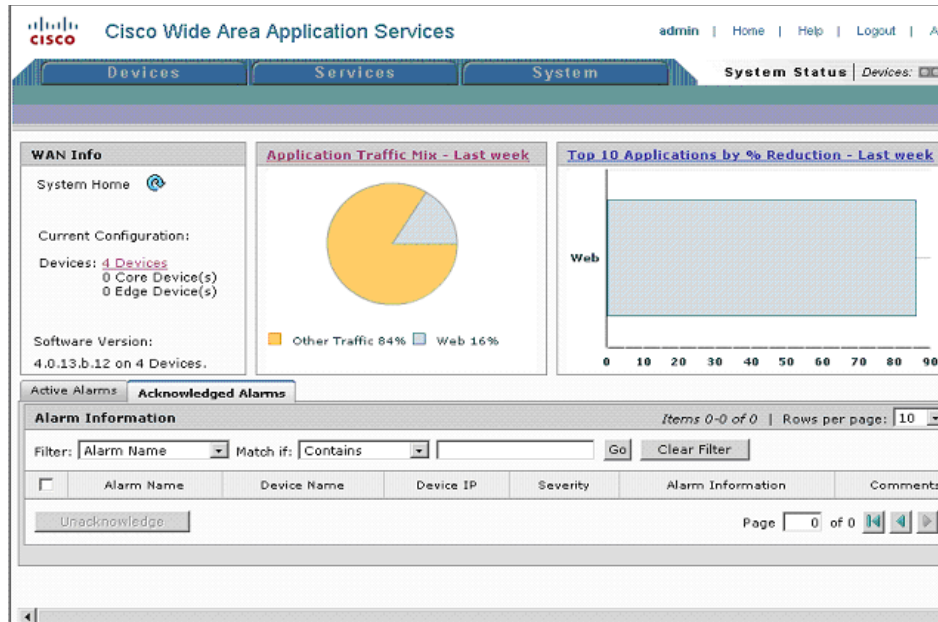 CISCO
Cisco Wide Area Application Services
admin | Home | Help | Logout |
Devices
Services
System
System Status | Devices:
WAN Info
System Home
Current Configuration:
Devices: 4 Devices
0 Core Device(s)
0 Edge Device(s)
Software Version:
4.0.13.b.12 on 4 Devices.
Application Traffic Mix - Last week
Other Traffic 84% Web 16%
Top 10 Applications by % Reduction - Last week
Web
0 10 20 30 40 50 60 70 80 90
Active Alarms
Acknowledged Alarms
Alarm Information
Items 0-0 of 0 | Rows per page: 10
Filter: Alarm Name Match if: Contains Go Clear Filter
Alarm Name Device Name Device IP Severity Alarm Information Comments
Unacknowledge
Page 0 of 0